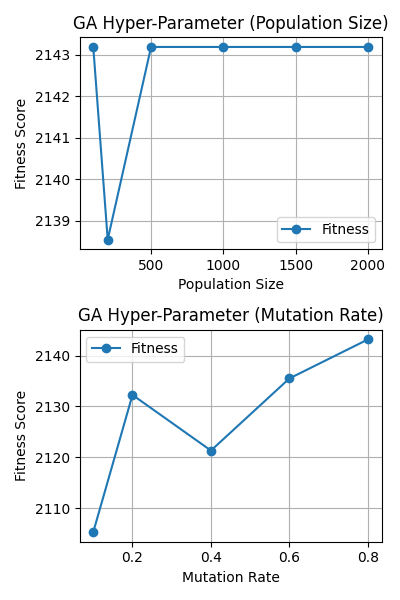 GA Hyper-Parameter (Population Size)
2143
2142
2141
2140
2139
Fitness Score
Fitness
500 1000 1500 2000
Population Size
GA Hyper-Parameter (Mutation Rate)
Fitness
2140
2130
2120
2110
Fitness Score
0.2 0.4 0.6 0.8
Mutation Rate